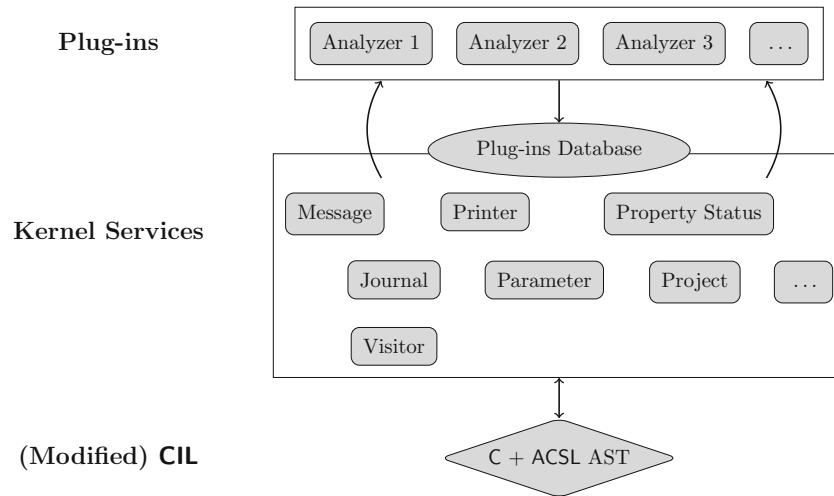 Plug-ins
Analyzer 1 Analyzer 2 Analyzer 3 ...
Plug-ins Database
Message Printer Property Status
Kernel Services
Journal Parameter Project ...
Visitor
(Modified) CIL
C + ACSL AST